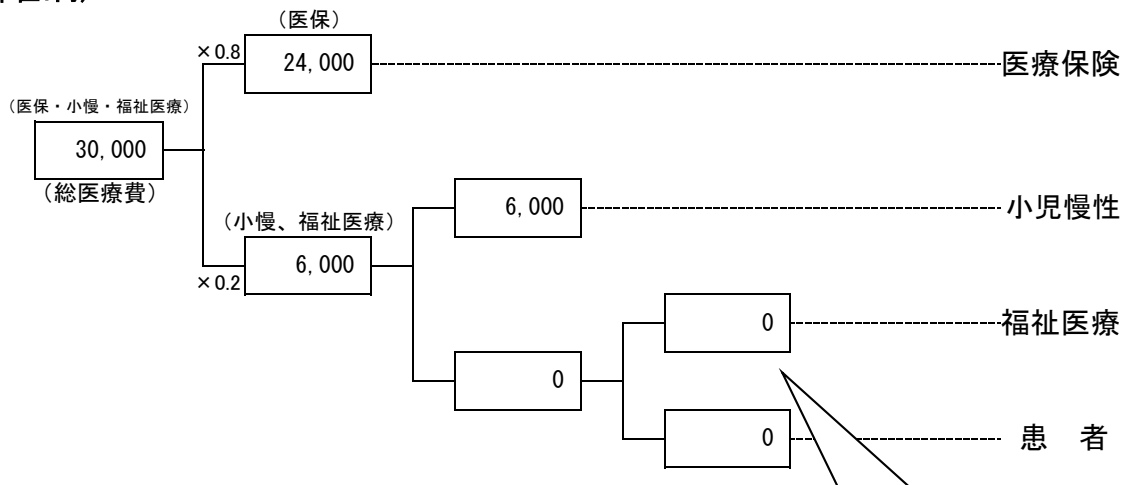 （医保）
×0.8
24,000
医療保険
（医保・小慢・福祉医療）
30,000
（総医療費）
6,000
小児慢性
（小慢、福祉医療）
6,000
×0.2
0
福祉医療
0
0
患　者